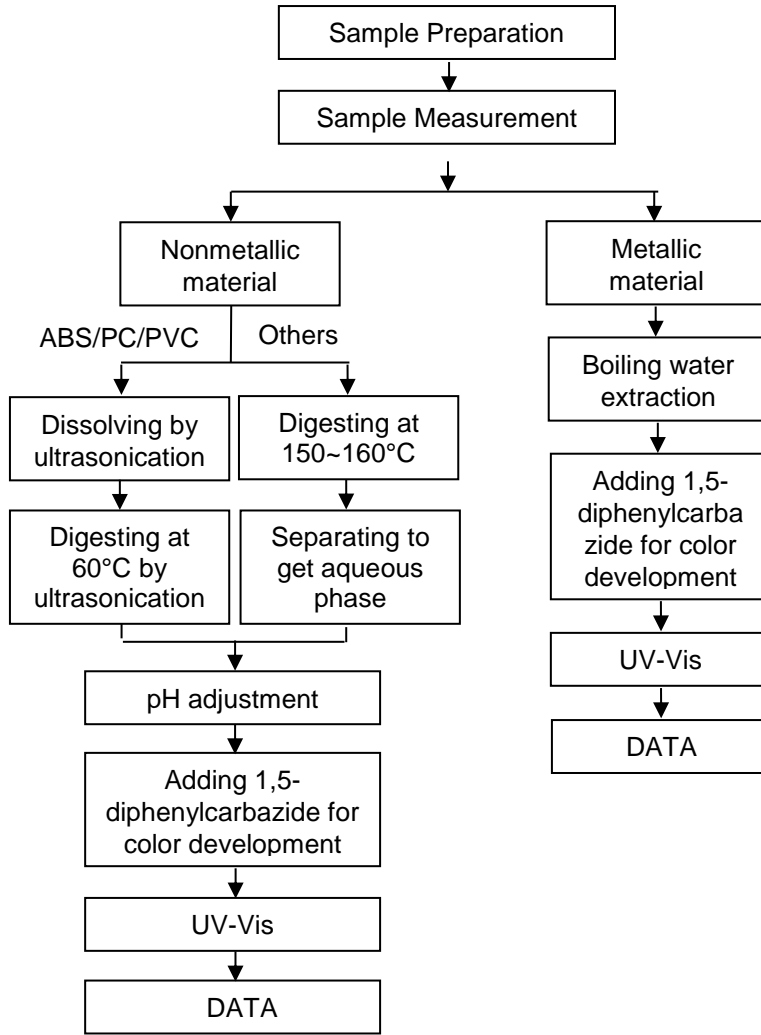 Sample Preparation
Sample Measurement
Nonmetallic
material
Metallic
material
ABS/PC/PVC
Others
Dissolving by
ultrasonication
Digesting at
150~160°C
Boiling water
extraction
Digesting at
60°C by
ultrasonication
Separating to
get aqueous
phase
Adding 1,5-
diphenylcarba
zide for color
development
pH adjustment
UV-Vis
Adding 1,5-
diphenylcarbazide for
color development
DATA
UV-Vis
DATA